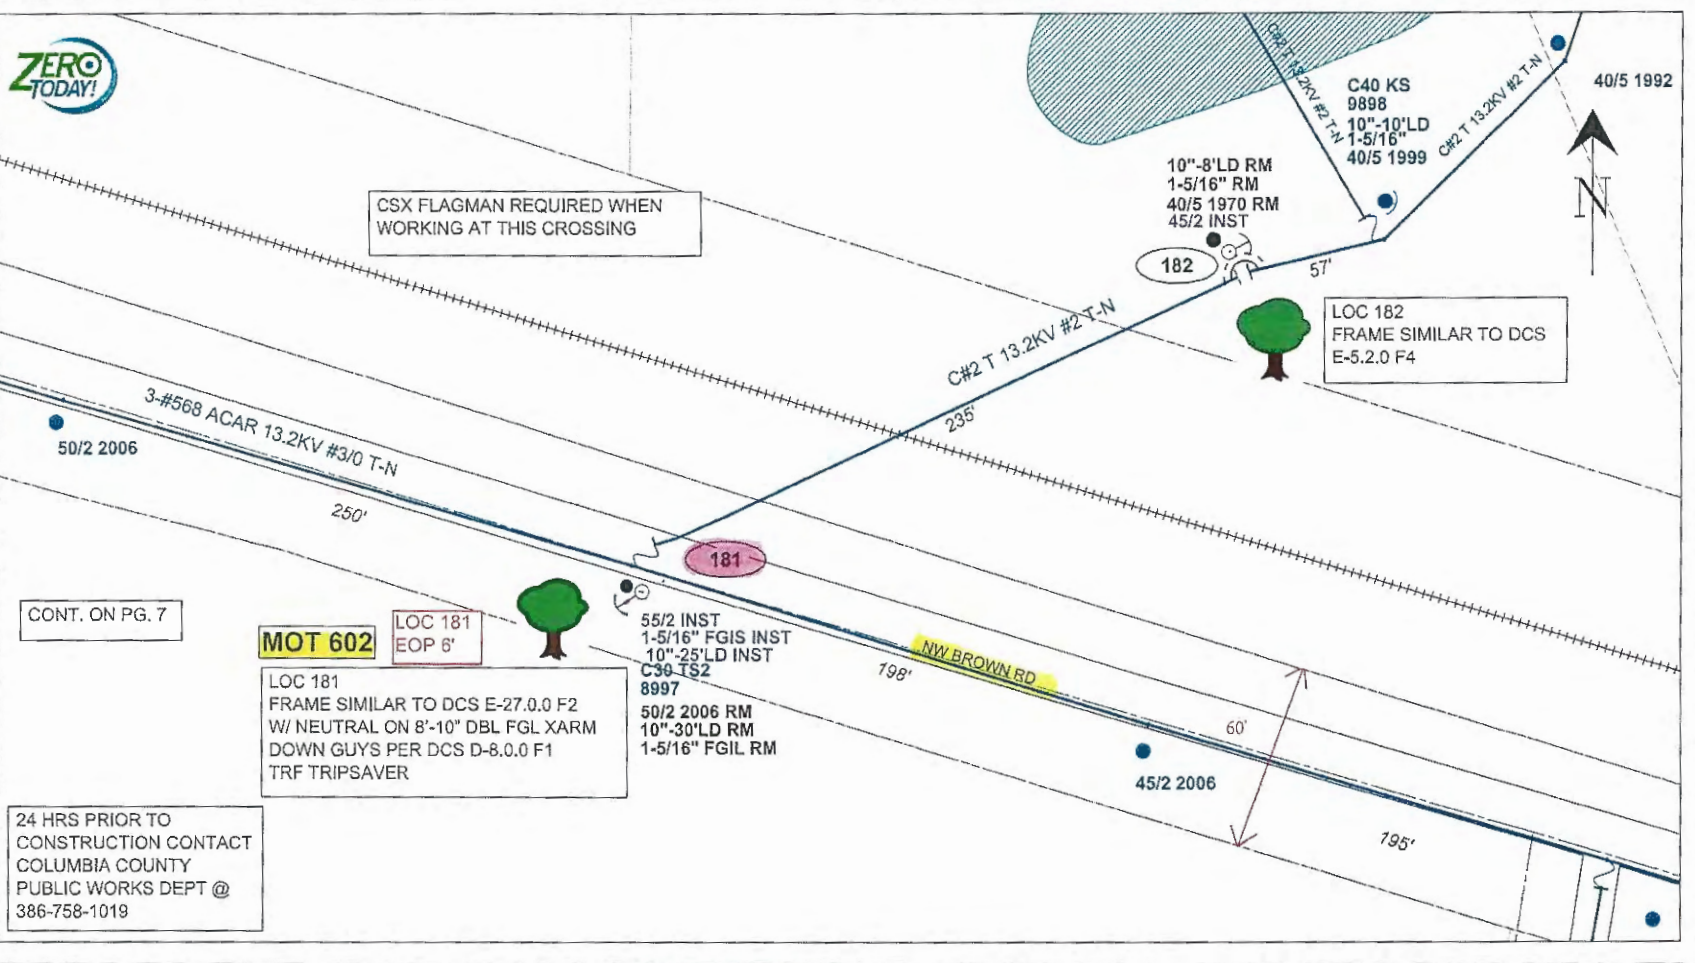 ZERO
TODAY!
C#2 T 13.2KV #2 T-N
C40 KS
9898
10"-10'LD
1-5/16"
40/5 1999
C#2 T 13.2KV #2 T-N
40/5 1992
N
CSX FLAGMAN REQUIRED WHEN
WORKING AT THIS CROSSING
10"-8'LD RM
1-5/16" RM
40/5 1970 RM
45/2 INST
182
57'
LOC 182
FRAME SIMILAR TO DCS
E-5.2.0 F4
C#2 T 13.2KV #2 T-N
235'
3-#568 ACAR 13.2KV #3/0 T-N
50/2 2006
250'
181
CONT. ON PG. 7
MOT 602
LOC 181
EOP 6'
LOC 181
FRAME SIMILAR TO DCS E-27.0.0 F2
W/ NEUTRAL ON 8'-10" DBL FGL XARM
DOWN GUYS PER DCS D-8.0.0 F1
TRF TRIPSAVER
55/2 INST
1-5/16" FGIS INST
10"-25'LD INST
C30 TS2
8997
50/2 2006 RM
10"-30'LD RM
1-5/16" FGIL RM
198'
NW BROWN RD
60'
45/2 2006
195'
24 HRS PRIOR TO
CONSTRUCTION CONTACT
COLUMBIA COUNTY
PUBLIC WORKS DEPT @
386-758-1019